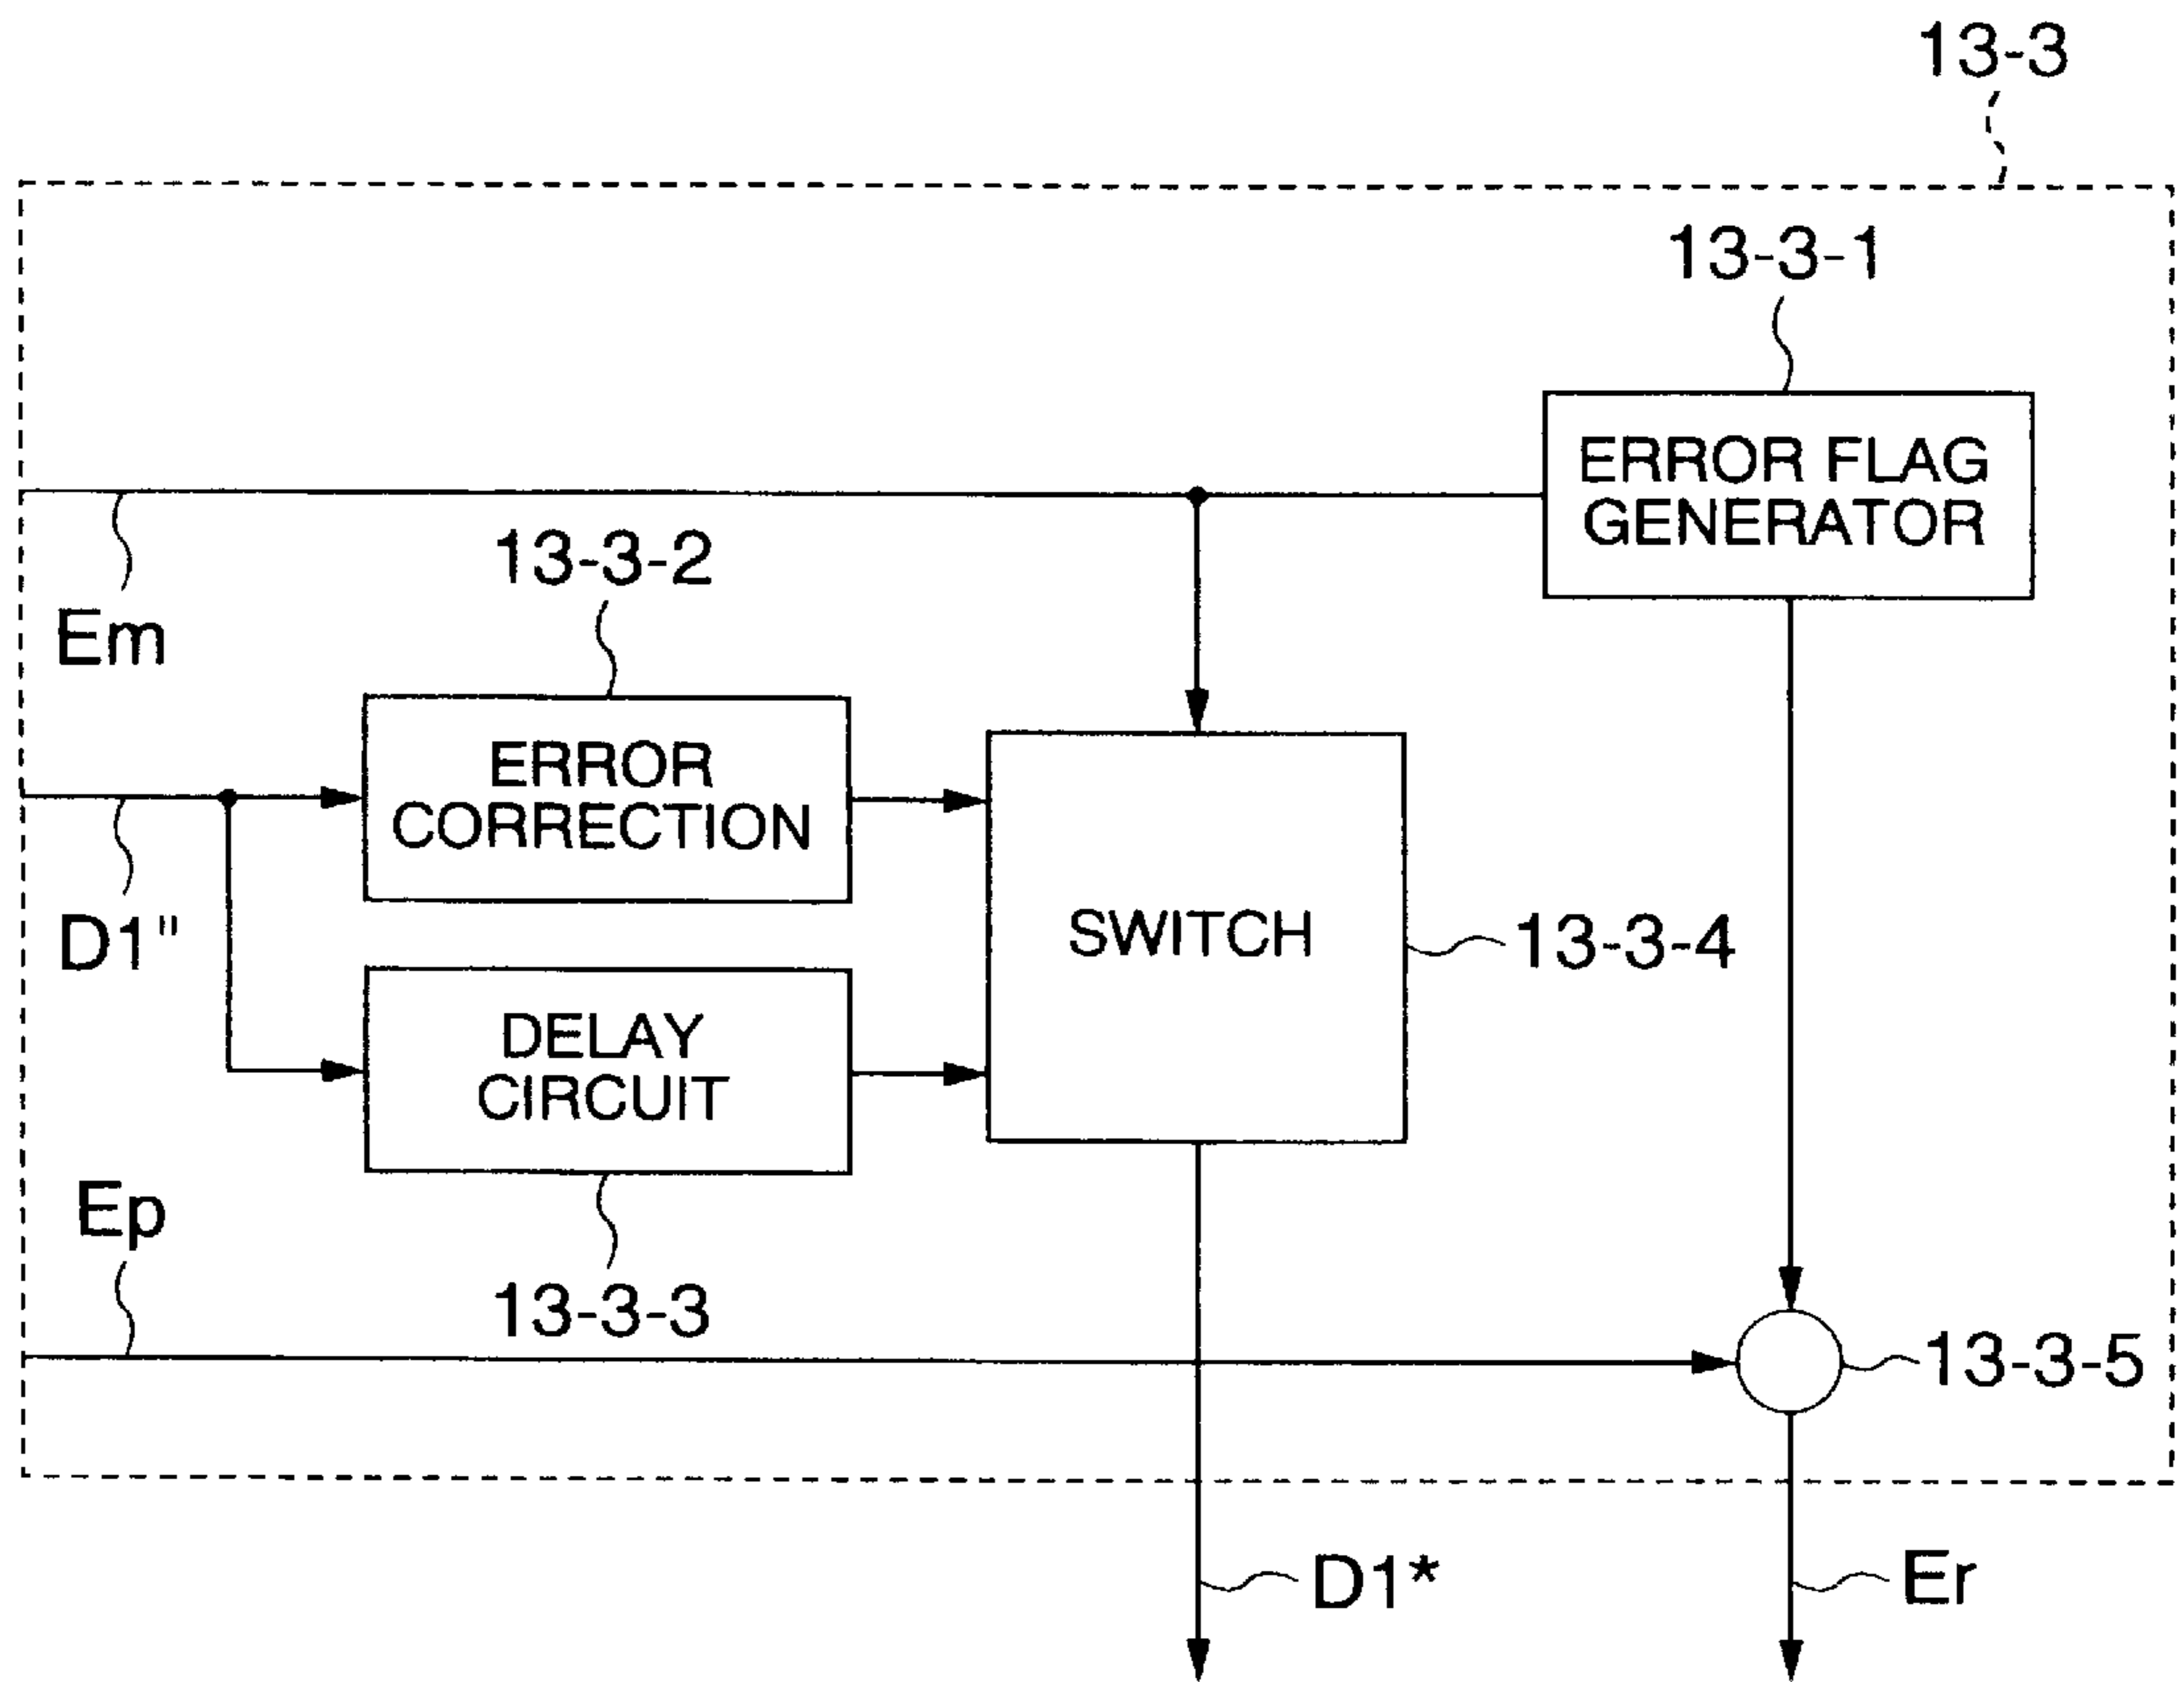 13-3
13-3-1
ERROR FLAG
GENERATOR
13-3-2
Em
ERROR
CORRECTION
D1"
SWITCH
13-3-4
DELAY
CIRCUIT
Ep
13-3-3
13-3-5
D1*
Er